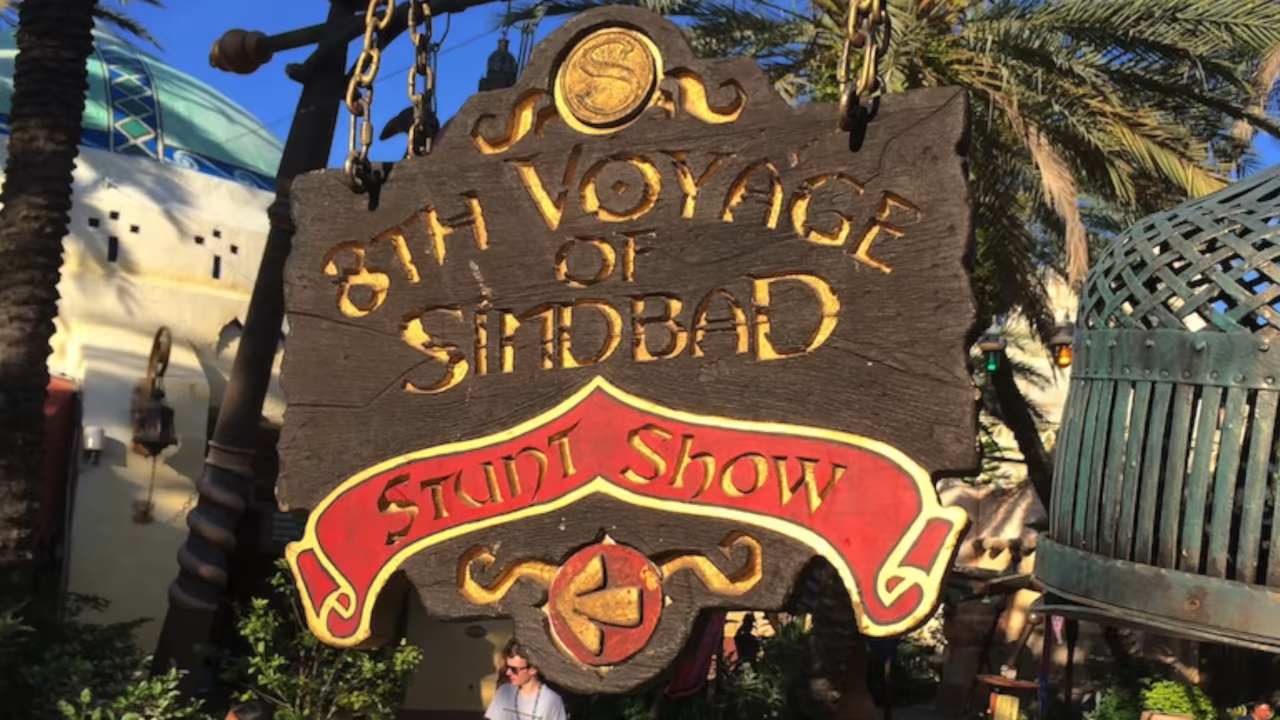 S
8TH VOYAGE
OF
SINDBAD
STUNT SHOW